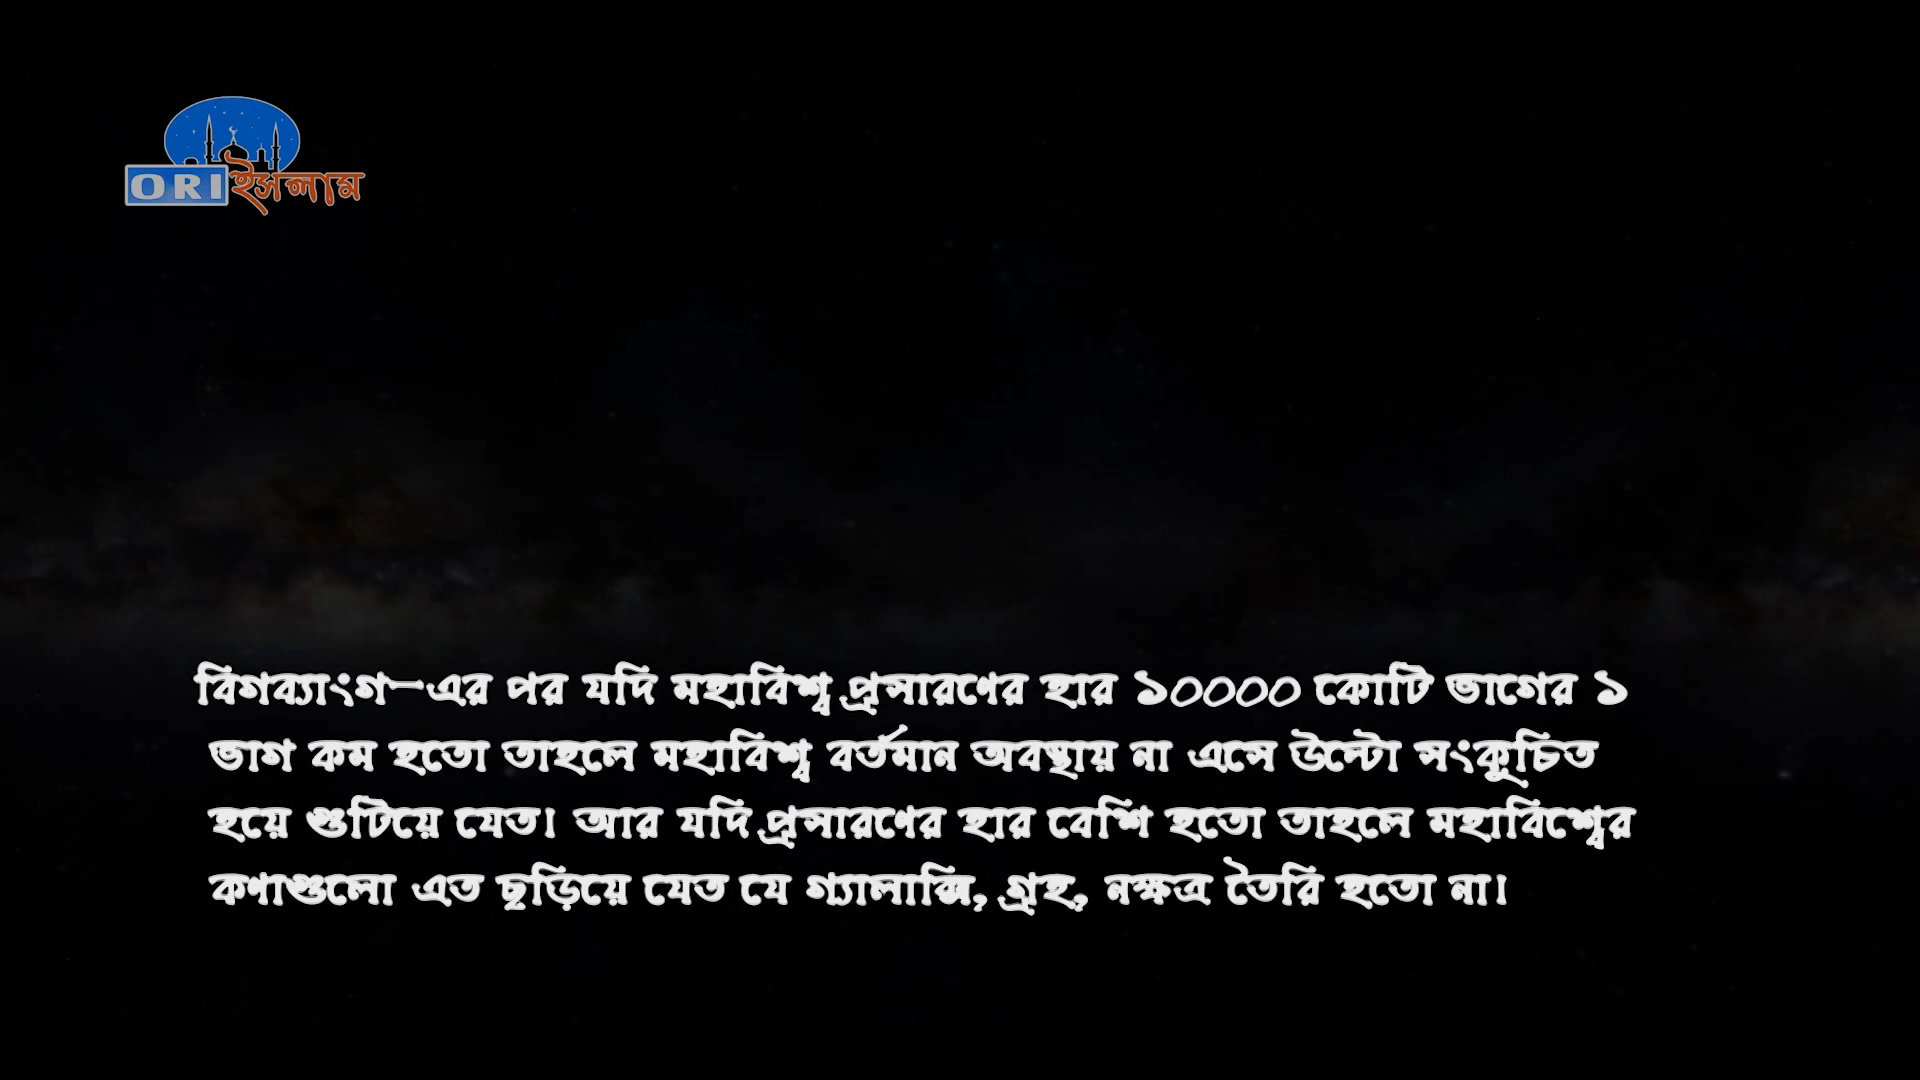 ORI ইসলাম
বিগব্যাংগ-এর পর যদি মহাবিশ্ব প্রসারণের হার ১০০০০ কোটি ভাগের ১
ভাগ কম হতো তাহলে মহাবিশ্ব বর্তমান অবস্থায় না এসে উল্টো সংকুচিত
হয়ে গুটিয়ে যেত। আর যদি প্রসারণের হার বেশি হতো তাহলে মহাবিশ্বের
কণাগুলো এত ছড়িয়ে যেত যে গ্যালাক্সি, গ্রহ, নক্ষত্র তৈরি হতো না।